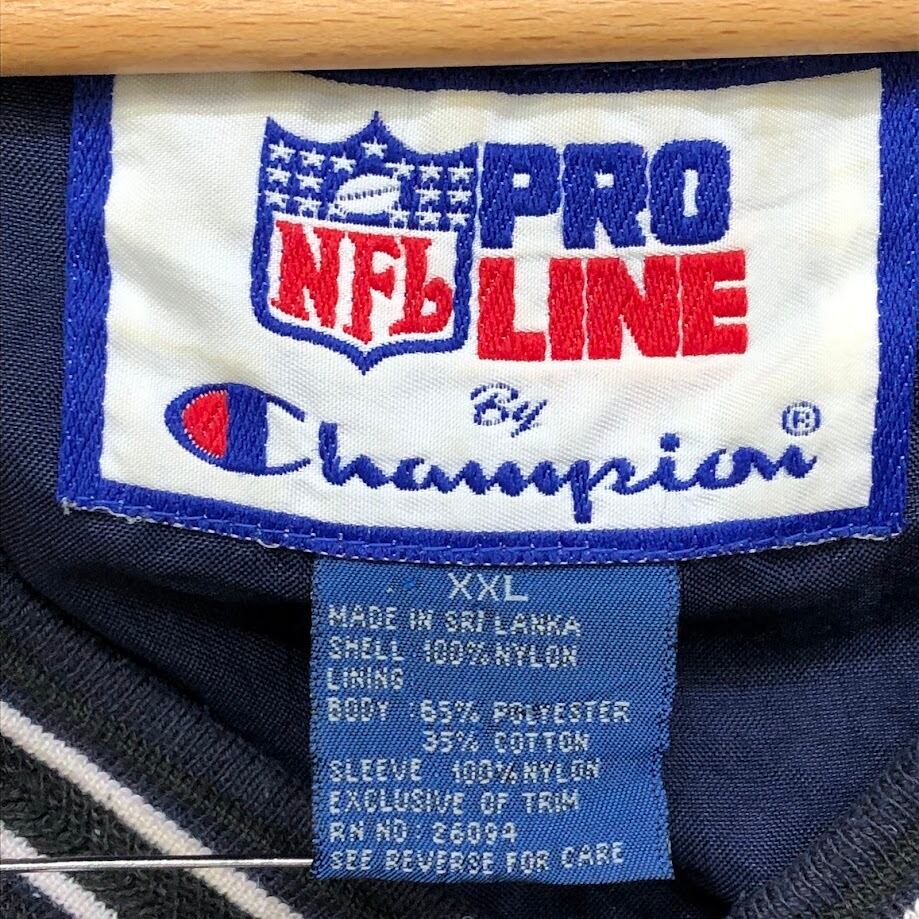 NFL
PRO
LINE
By
Champion®
XXL
MADE IN SRI LANKA
SHELL 100% NYLON
LINING
BODY :65% POLYESTER
35% COTTON
SLEEVE 100% NYLON
EXCLUSIVE OF TRIM
RN NO: 26094
SEE REVERSE FOR CARE